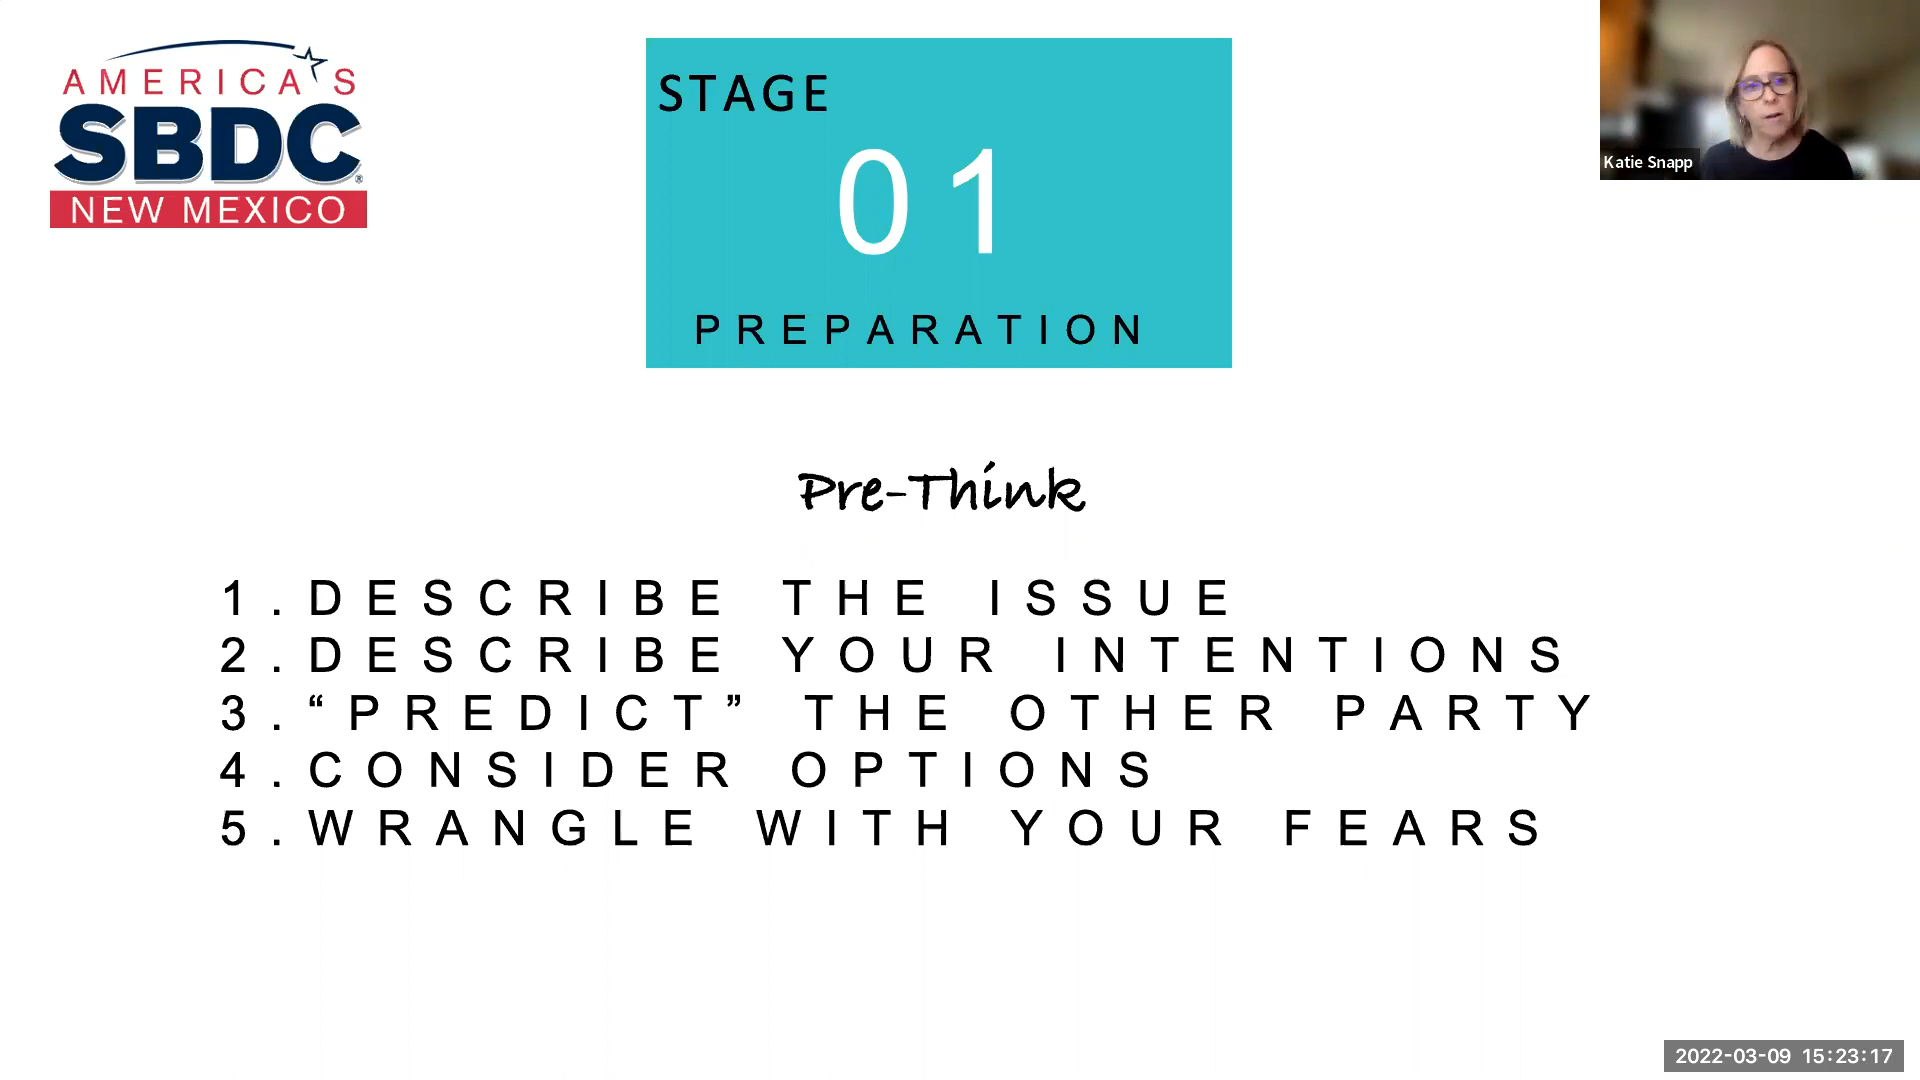 AMERICA'S
SBDC
NEW MEXICO
STAGE
01
PREPARATION
Katie Snapp
Pre-Think
1. DESCRIBE THE ISSUE
2. DESCRIBE YOUR INTENTIONS
3. “PREDICT” THE OTHER PARTY
4. CONSIDER OPTIONS
5. WRANGLE WITH YOUR FEARS
2022-03-09 15:23:17